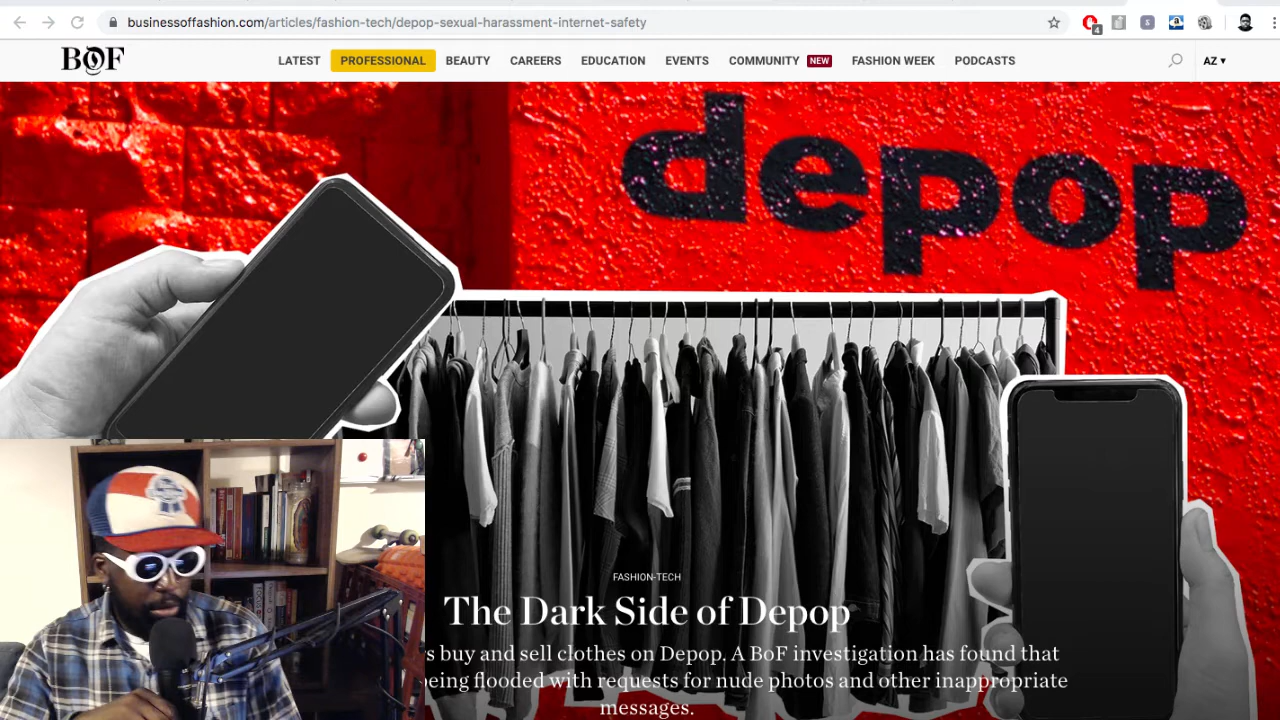 businessoffashion.com/articles/fashion-tech/depop-sexual-harassment-internet-safety
4
BOF
LATEST
PROFESSIONAL
BEAUTY
CAREERS
EDUCATION
EVENTS
COMMUNITY NEW
FASHION WEEK
PODCASTS
AZ
depop
FASHION-TECH
The Dark Side of Depop
buy and sell clothes on Depop. A BoF investigation has found that
being flooded with requests for nude photos and other inappropriate
messages.